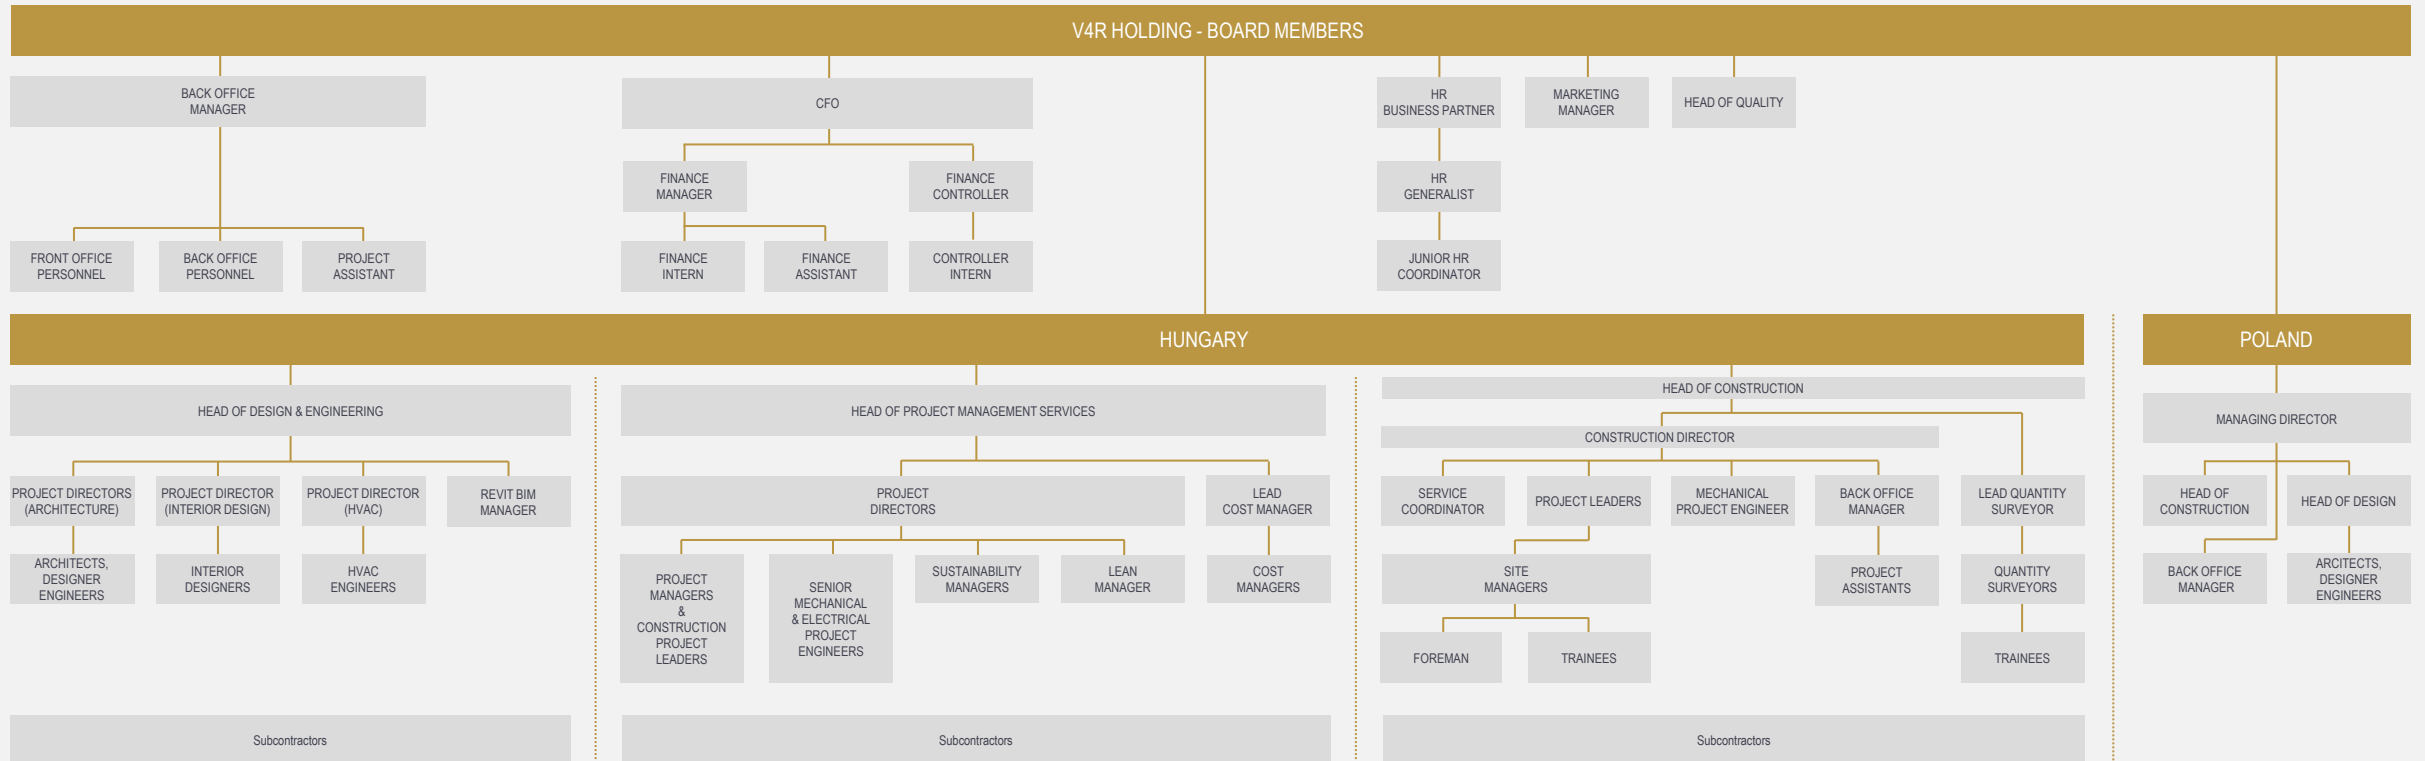 V4R HOLDING - BOARD MEMBERS
BACK OFFICE
MANAGER
CFO
HR
BUSINESS PARTNER
MARKETING
MANAGER
HEAD OF QUALITY
FINANCE
MANAGER
FINANCE
CONTROLLER
HR
GENERALIST
FRONT OFFICE
PERSONNEL
BACK OFFICE
PERSONNEL
PROJECT
ASSISTANT
FINANCE
INTERN
FINANCE
ASSISTANT
CONTROLLER
INTERN
JUNIOR HR
COORDINATOR
HUNGARY
POLAND
HEAD OF DESIGN & ENGINEERING
HEAD OF PROJECT MANAGEMENT SERVICES
HEAD OF CONSTRUCTION
CONSTRUCTION DIRECTOR
MANAGING DIRECTOR
PROJECT DIRECTORS
(ARCHITECTURE)
PROJECT DIRECTOR
(INTERIOR DESIGN)
PROJECT DIRECTOR
(HVAC)
REVIT BIM
MANAGER
PROJECT
DIRECTORS
LEAD
COST MANAGER
SERVICE
COORDINATOR
PROJECT LEADERS
MECHANICAL
PROJECT ENGINEER
BACK OFFICE
MANAGER
LEAD QUANTITY
SURVEYOR
HEAD OF
CONSTRUCTION
HEAD OF DESIGN
ARCHITECTS,
DESIGNER
ENGINEERS
INTERIOR
DESIGNERS
HVAC
ENGINEERS
PROJECT
MANAGERS
&
CONSTRUCTION
PROJECT
LEADERS
SENIOR
MECHANICAL
& ELECTRICAL
PROJECT
ENGINEERS
SUSTAINABILITY
MANAGERS
LEAN
MANAGER
COST
MANAGERS
SITE
MANAGERS
PROJECT
ASSISTANTS
QUANTITY
SURVEYORS
BACK OFFICE
MANAGER
ARCITECTS,
DESIGNER
ENGINEERS
FOREMAN
TRAINEES
TRAINEES
Subcontractors
Subcontractors
Subcontractors